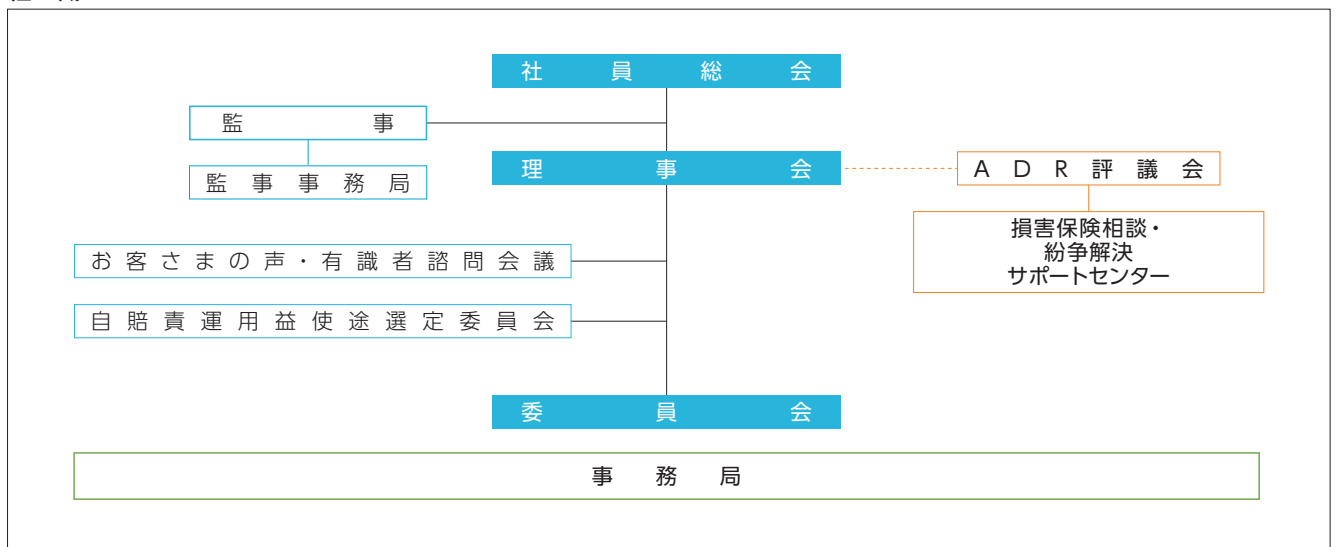 社員総会
監事
監事事務局
理事会
ADR評議会
損害保険相談・
紛争解決
サポートセンター
お客さまの声・有識者諮問会議
自賠責運用益使途選定委員会
委員会
事務局